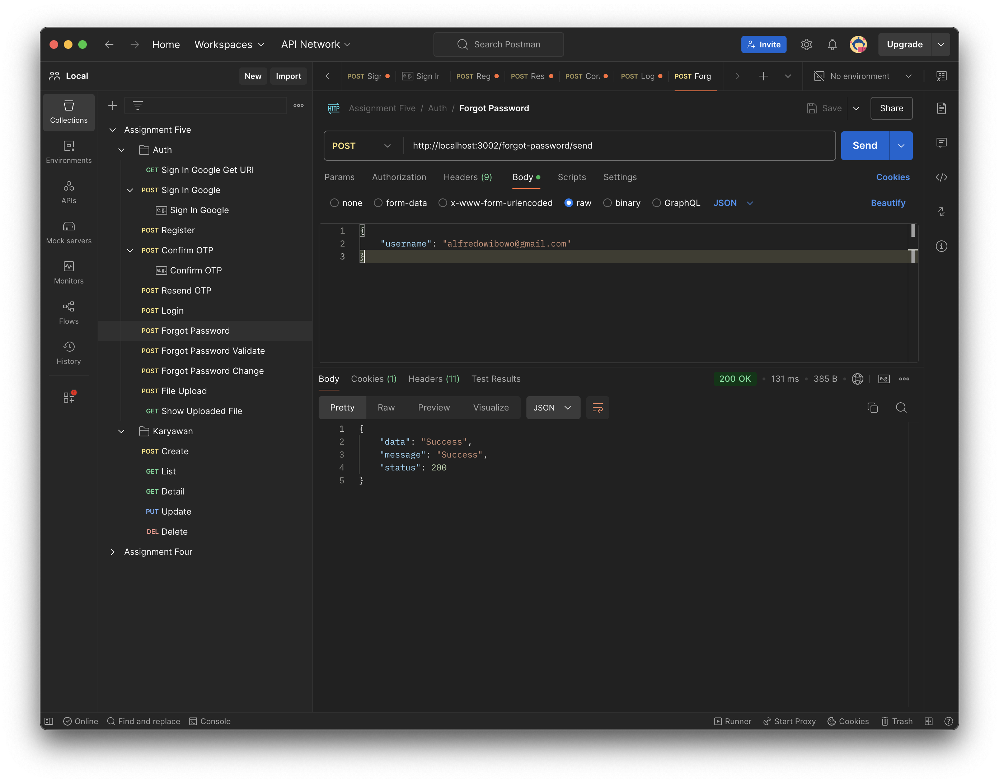 Home Workspaces API Network Search Postman Invite Upgrade
Local New Import
POST Sigr e.g. Sign Ir POST Reg POST Res POST Con POST Log POST Forg No environment
Collections
Environments
APIs
Mock servers
Monitors
Flows
History
Assignment Five
Auth
GET Sign In Google Get URI
POST Sign In Google
e.g. Sign In Google
POST Register
POST Confirm OTP
e.g. Confirm OTP
POST Resend OTP
POST Login
POST Forgot Password
POST Forgot Password Validate
POST Forgot Password Change
POST File Upload
GET Show Uploaded File
Karyawan
POST Create
GET List
GET Detail
PUT Update
DEL Delete
Assignment Four
HTTP Assignment Five / Auth / Forgot Password Save Share
POST http://localhost:3002/forgot-password/send Send
Params Authorization Headers (9) Body Scripts Settings Cookies
none form-data x-www-form-urlencoded raw binary GraphQL JSON Beautify
1 {
2 "username": "alfredowibowo@gmail.com"
3 }
Body Cookies (1) Headers (11) Test Results 200 OK • 131 ms • 385 B • e.g.
Pretty Raw Preview Visualize JSON
1 {
2 "data": "Success",
3 "message": "Success",
4 "status": 200
5 }
Online Find and replace Console Runner Start Proxy Cookies Trash